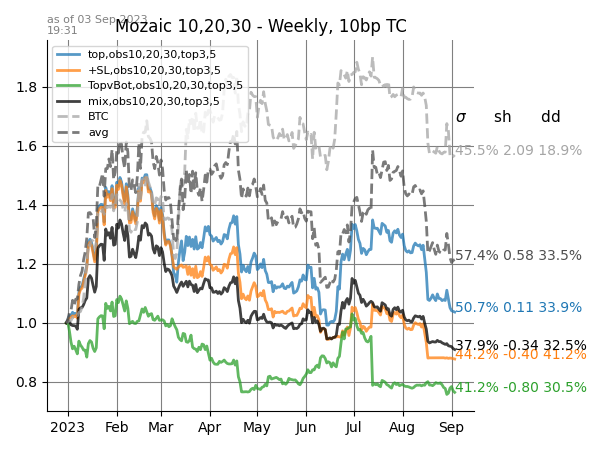 as of 03 Sep 2023
19:31
Mozaic 10,20,30 - Weekly, 10bp TC
top,obs10,20,30,top3,5
+SL,obs10,20,30,top3,5
TopvBot,obs10,20,30,top3,5
mix,obs10,20,30,top3,5
BTC
avg
σ sh dd
45.5% 2.09 18.9%
57.4% 0.58 33.5%
50.7% 0.11 33.9%
37.9% -0.34 32.5%
44.2% -0.40 41.2%
41.2% -0.80 30.5%
1.8
1.6
1.4
1.2
1.0
0.8
2023 Feb Mar Apr May Jun Jul Aug Sep